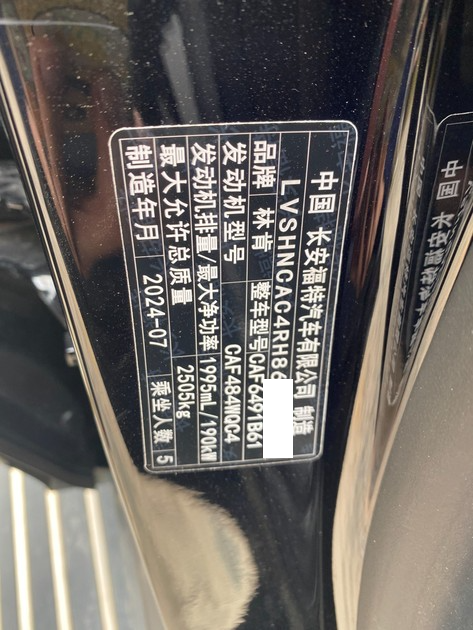 中国 长安福特汽车有限公司 制造
LVSHNCAC4RH8
品牌 林肯 整车型号 CAF6491B61
发动机型号 CAF484WQC4
发动机排量/最大净功率 1995mL/190kW
最大允许总质量 2505kg
制造年月 2024-07 乘坐人数 5